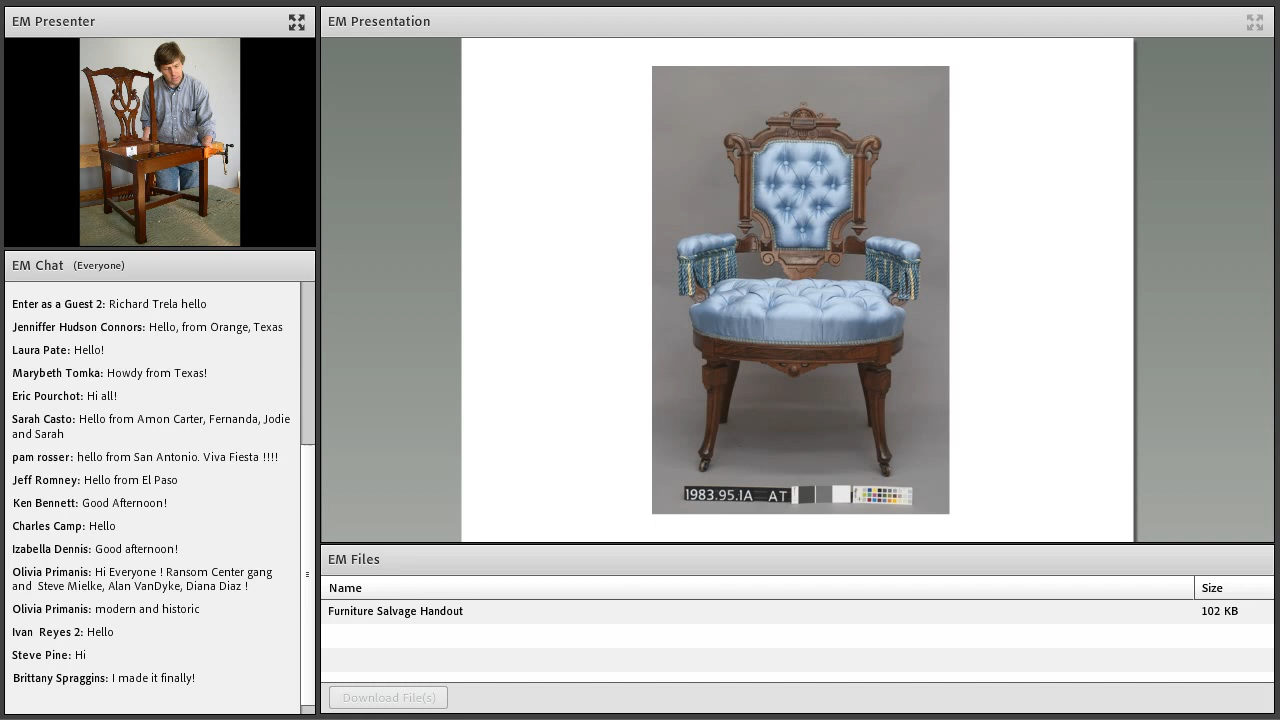 EM Presenter
EM Chat (Everyone)
Enter as a Guest 2: Richard Trela hello
Jenniffer Hudson Connors: Hello, from Orange, Texas
Laura Pate: Hello!
Marybeth Tomka: Howdy from Texas!
Eric Pourchot: Hi all!
Sarah Casto: Hello from Amon Carter, Fernanda, Jodie
and Sarah
pam rosser: hello from San Antonio. Viva Fiesta !!!!
Jeff Romney: Hello from El Paso
Ken Bennett: Good Afternoon!
Charles Camp: Hello
Izabella Dennis: Good afternoon!
Olivia Primanis: Hi Everyone ! Ransom Center gang
and Steve Mielke, Alan VanDyke, Diana Diaz !
Olivia Primanis: modern and historic
Ivan Reyes 2: Hello
Steve Pine: Hi
Brittany Spraggins: I made it finally!
EM Presentation
1983.95.1A AT
EM Files
Name Size
Furniture Salvage Handout 102 KB
Download File(s)